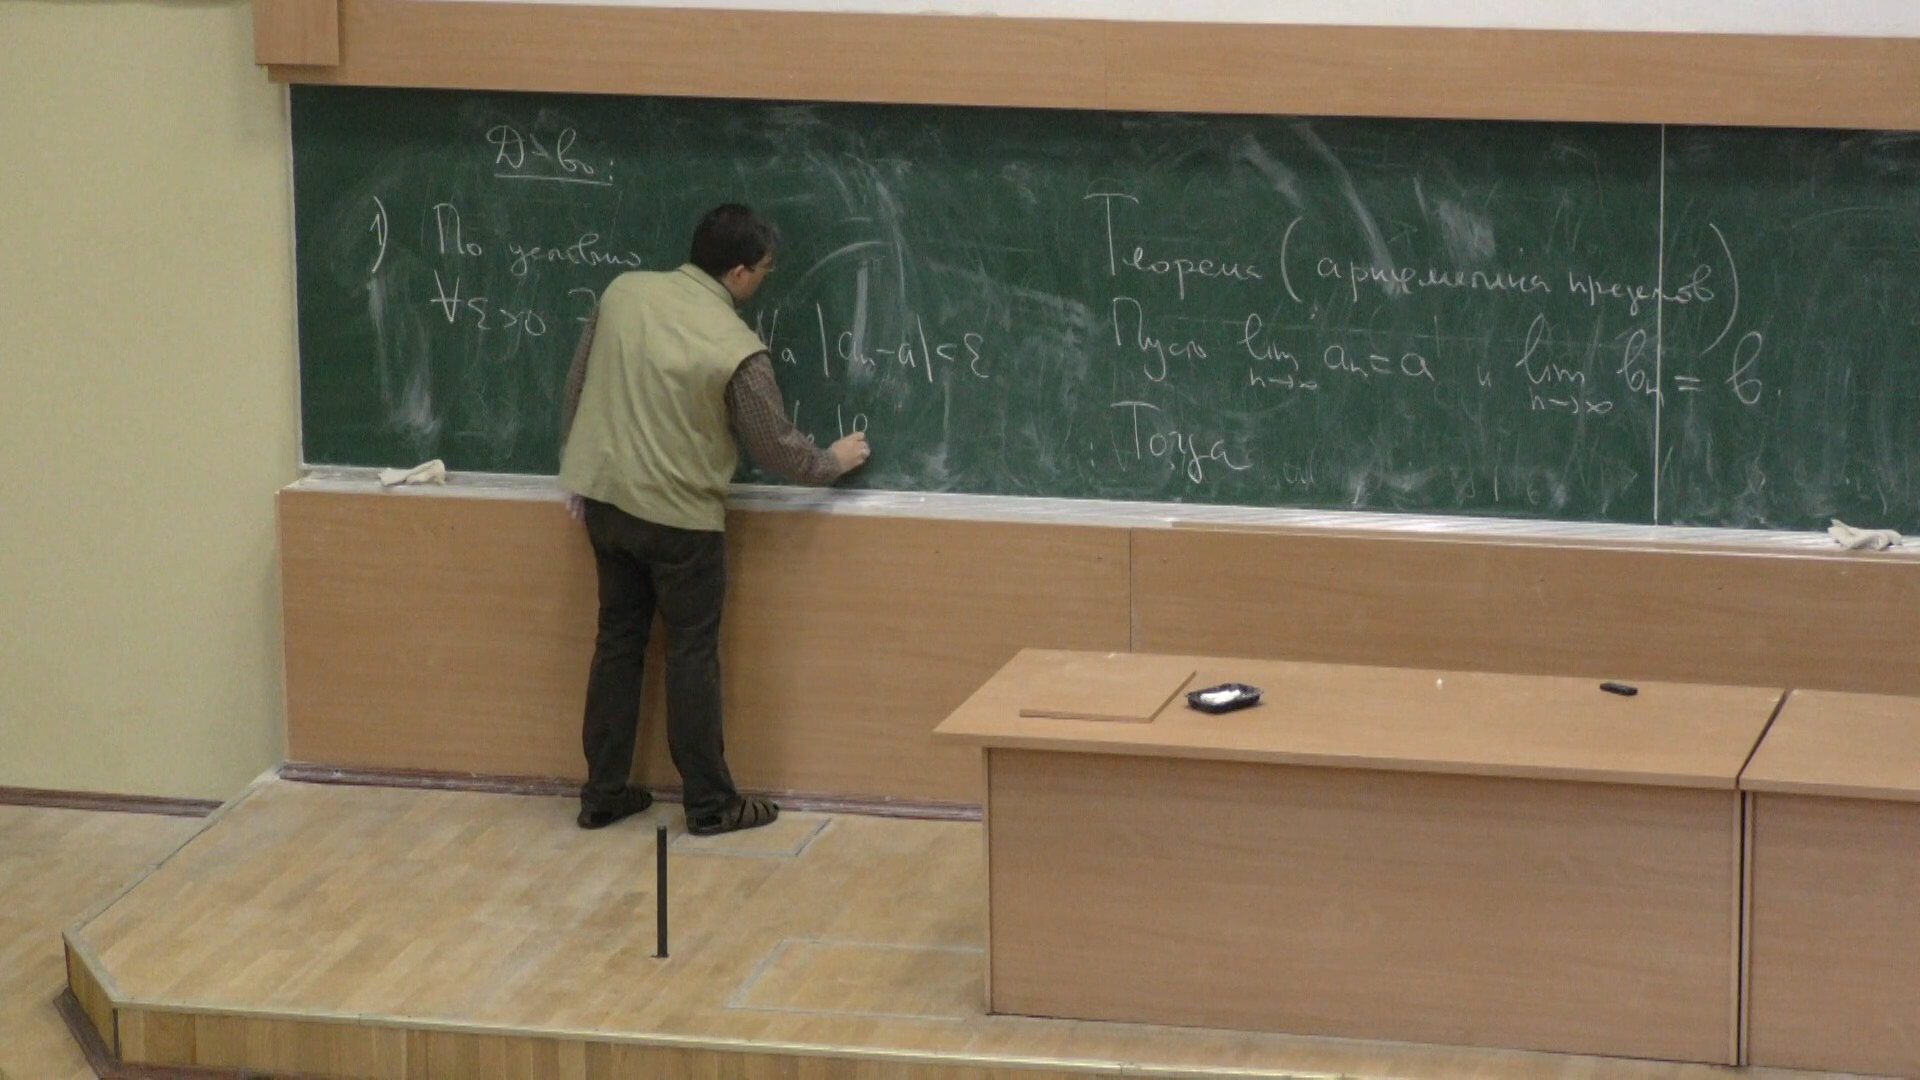 Д-во:
1) По условию
∀ε>0 ∃ ∀a |aₙ-a|<ε
Теорема (арифметика пределов)
Пусть lim aₙ = a и lim bₙ = b.
n→∞ n→∞
Тогда